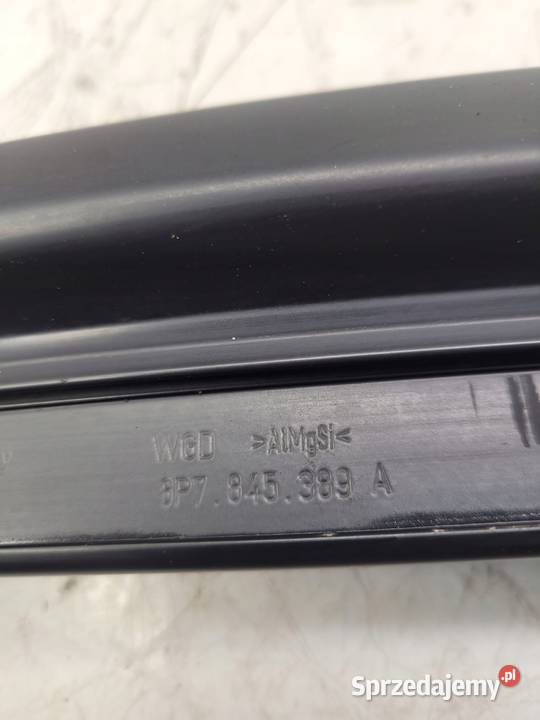 WGD >AlMgSi<
8P7.845.389 A
Sprzedajemy.pl